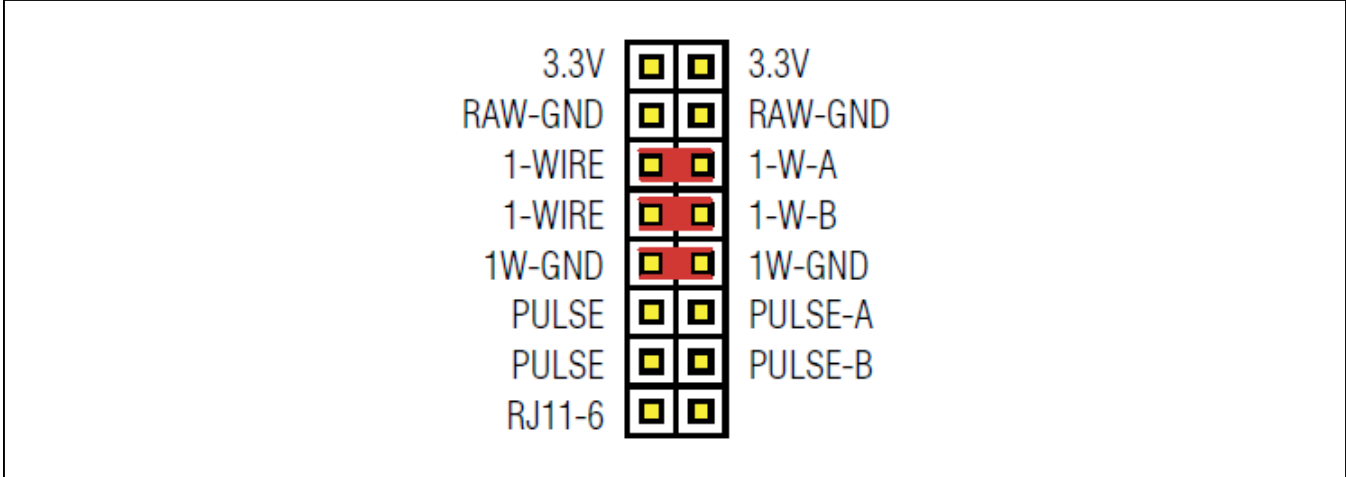 3.3V 3.3V
RAW-GND RAW-GND
1-WIRE 1-W-A
1-WIRE 1-W-B
1W-GND 1W-GND
PULSE PULSE-A
PULSE PULSE-B
RJ11-6